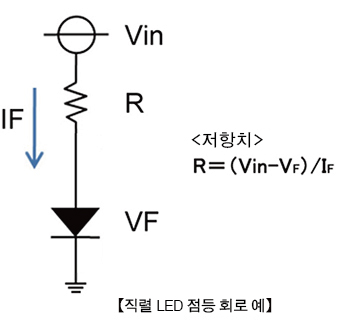 Vin
IF
R
<저항치>
R=(Vin-VF)/IF
VF
【직렬 LED 점등 회로 예】